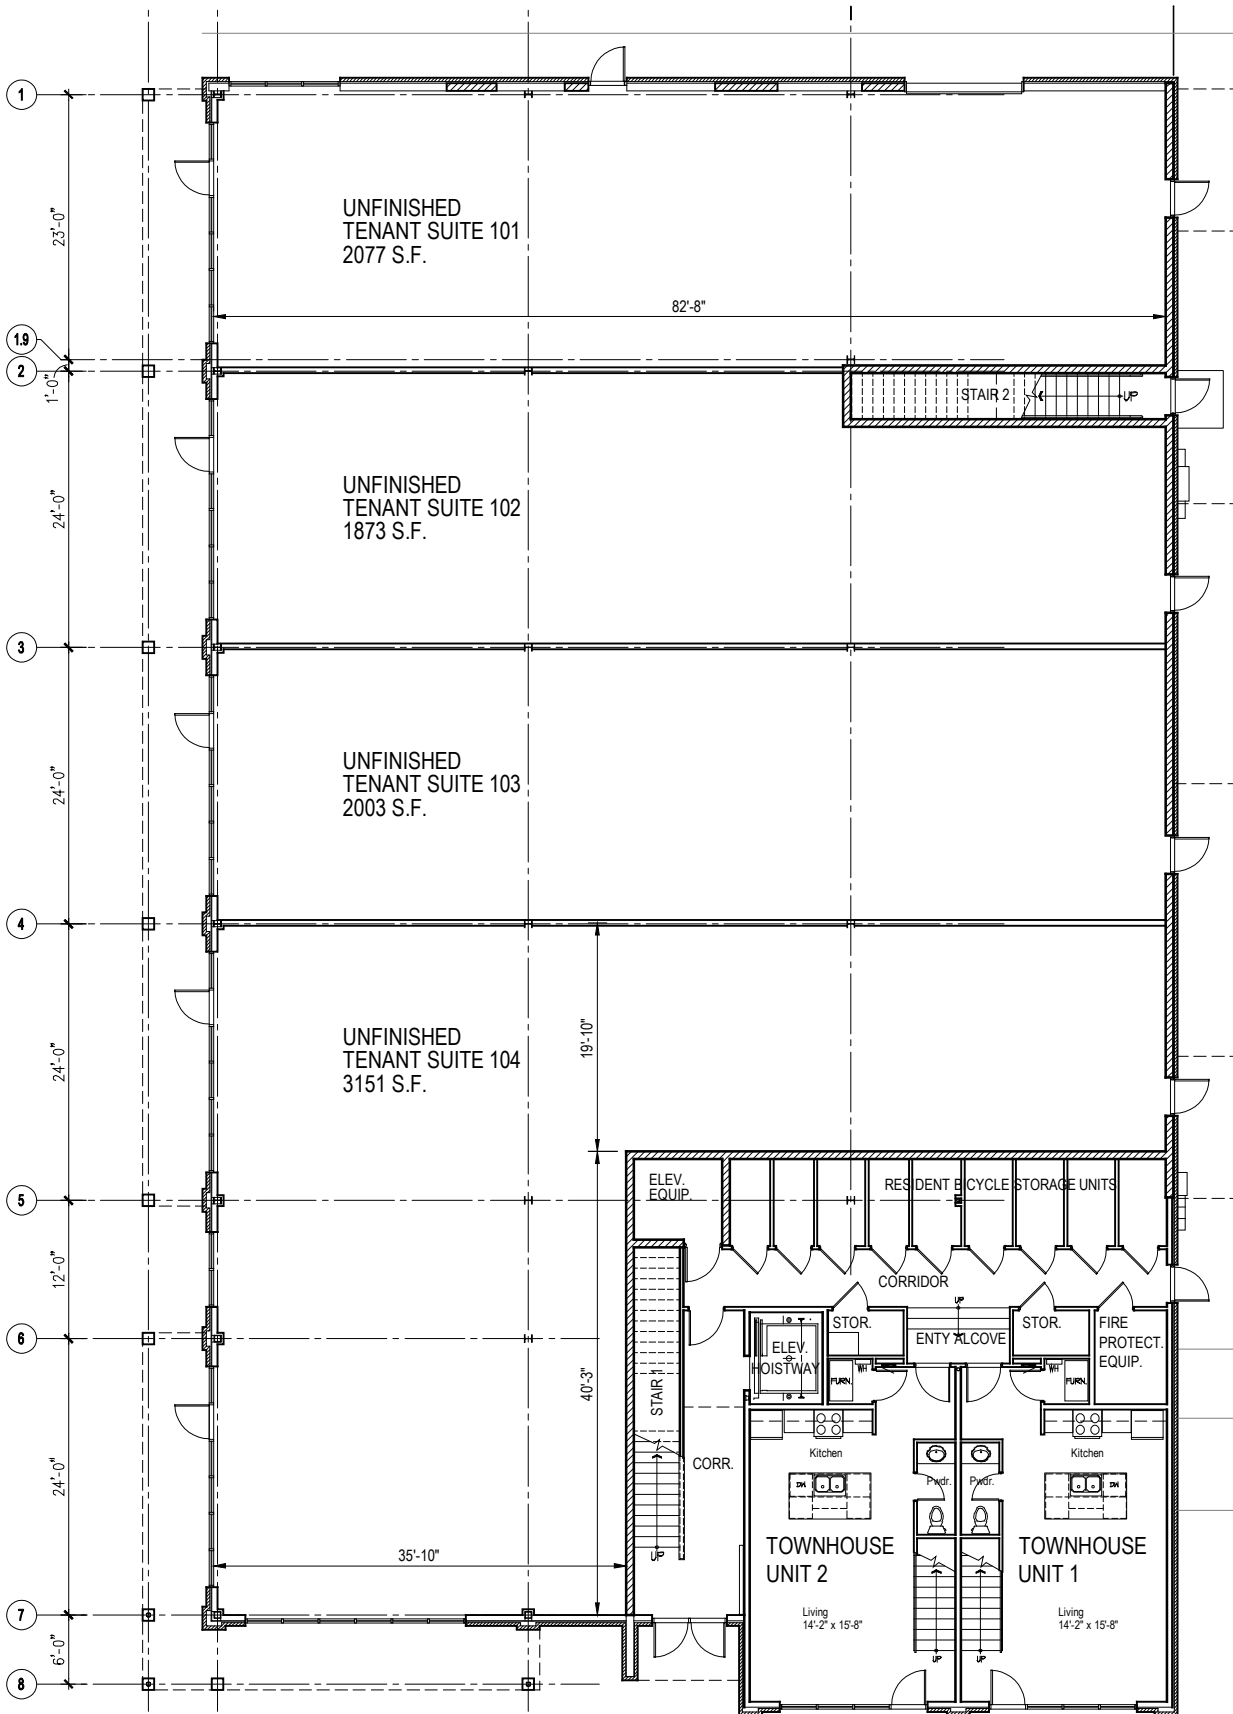 1
23'-0"
UNFINISHED
TENANT SUITE 101
2077 S.F.
82'-8"
1.9
2
1'-0"
STAIR 2
UP
24'-0"
UNFINISHED
TENANT SUITE 102
1873 S.F.
3
24'-0"
UNFINISHED
TENANT SUITE 103
2003 S.F.
4
24'-0"
UNFINISHED
TENANT SUITE 104
3151 S.F.
19'-10"
5
ELEV.
EQUIP.
RESIDENT BICYCLE STORAGE UNITS
12'-0"
CORRIDOR
UP
6
STOR.
ENTY ALCOVE
STOR.
FIRE
PROTECT.
EQUIP.
ELEV.
HOISTWAY
WH
FURN.
WH
FURN.
STAIR 1
40'-3"
24'-0"
CORR.
Kitchen
Kitchen
Pwdr.
Pwdr.
DW
DW
TOWNHOUSE
UNIT 2
TOWNHOUSE
UNIT 1
35'-10"
UP
Living
14'-2" x 15'-8"
Living
14'-2" x 15'-8"
7
UP
UP
6'-0"
8